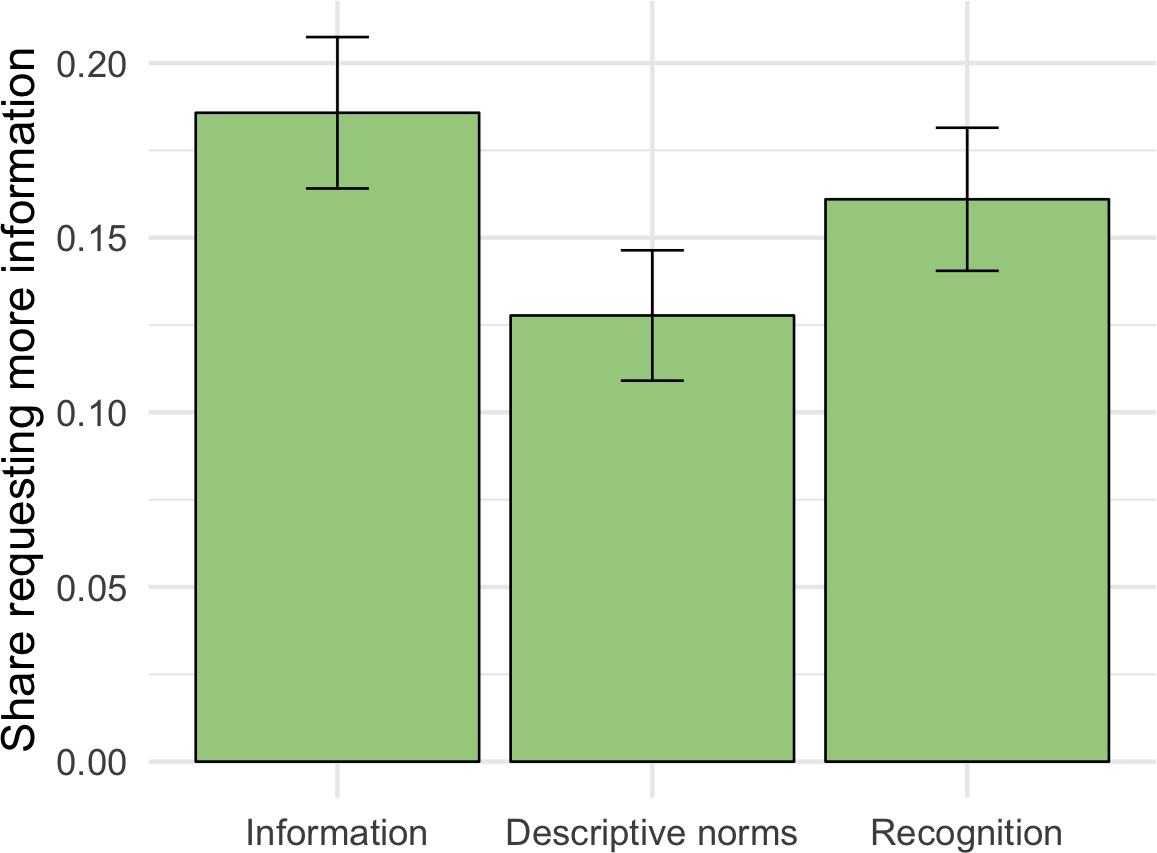 Share requesting more information
0.20
0.15
0.10
0.05
0.00
Information
Descriptive norms
Recognition